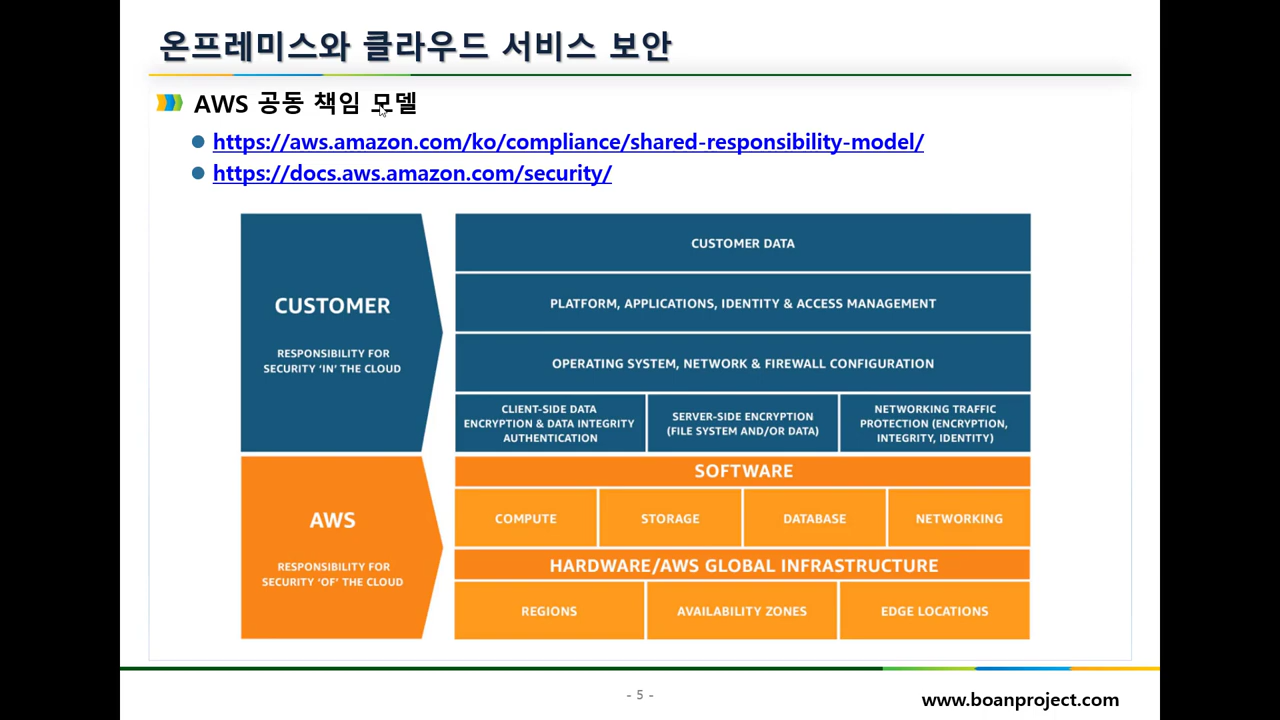 온프레미스와 클라우드 서비스 보안
AWS 공동 책임 모델
https://aws.amazon.com/ko/compliance/shared-responsibility-model/
https://docs.aws.amazon.com/security/
CUSTOMER
RESPONSIBILITY FOR
SECURITY ‘IN’ THE CLOUD
CUSTOMER DATA
PLATFORM, APPLICATIONS, IDENTITY & ACCESS MANAGEMENT
OPERATING SYSTEM, NETWORK & FIREWALL CONFIGURATION
CLIENT-SIDE DATA
ENCRYPTION & DATA INTEGRITY
AUTHENTICATION
SERVER-SIDE ENCRYPTION
(FILE SYSTEM AND/OR DATA)
NETWORKING TRAFFIC
PROTECTION (ENCRYPTION,
INTEGRITY, IDENTITY)
AWS
RESPONSIBILITY FOR
SECURITY ‘OF’ THE CLOUD
SOFTWARE
COMPUTE
STORAGE
DATABASE
NETWORKING
HARDWARE/AWS GLOBAL INFRASTRUCTURE
REGIONS
AVAILABILITY ZONES
EDGE LOCATIONS
- 5 -
www.boanproject.com